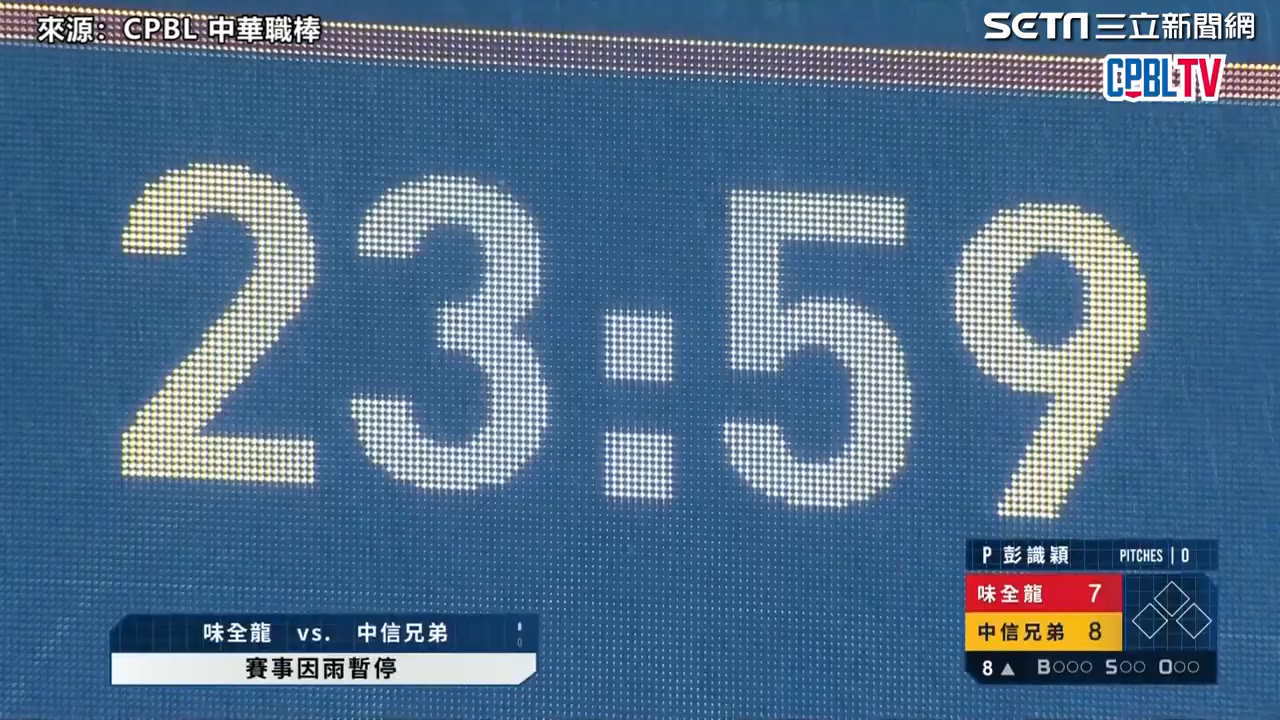 來源：CPBL 中華職棒
SETN三立新聞網
CPBLTV
23:59
P 彭識穎 PITCHES | 0
味全龍 7
中信兄弟 8
8▲ B○○○ S○○ O○○
味全龍 vs. 中信兄弟
賽事因雨暫停